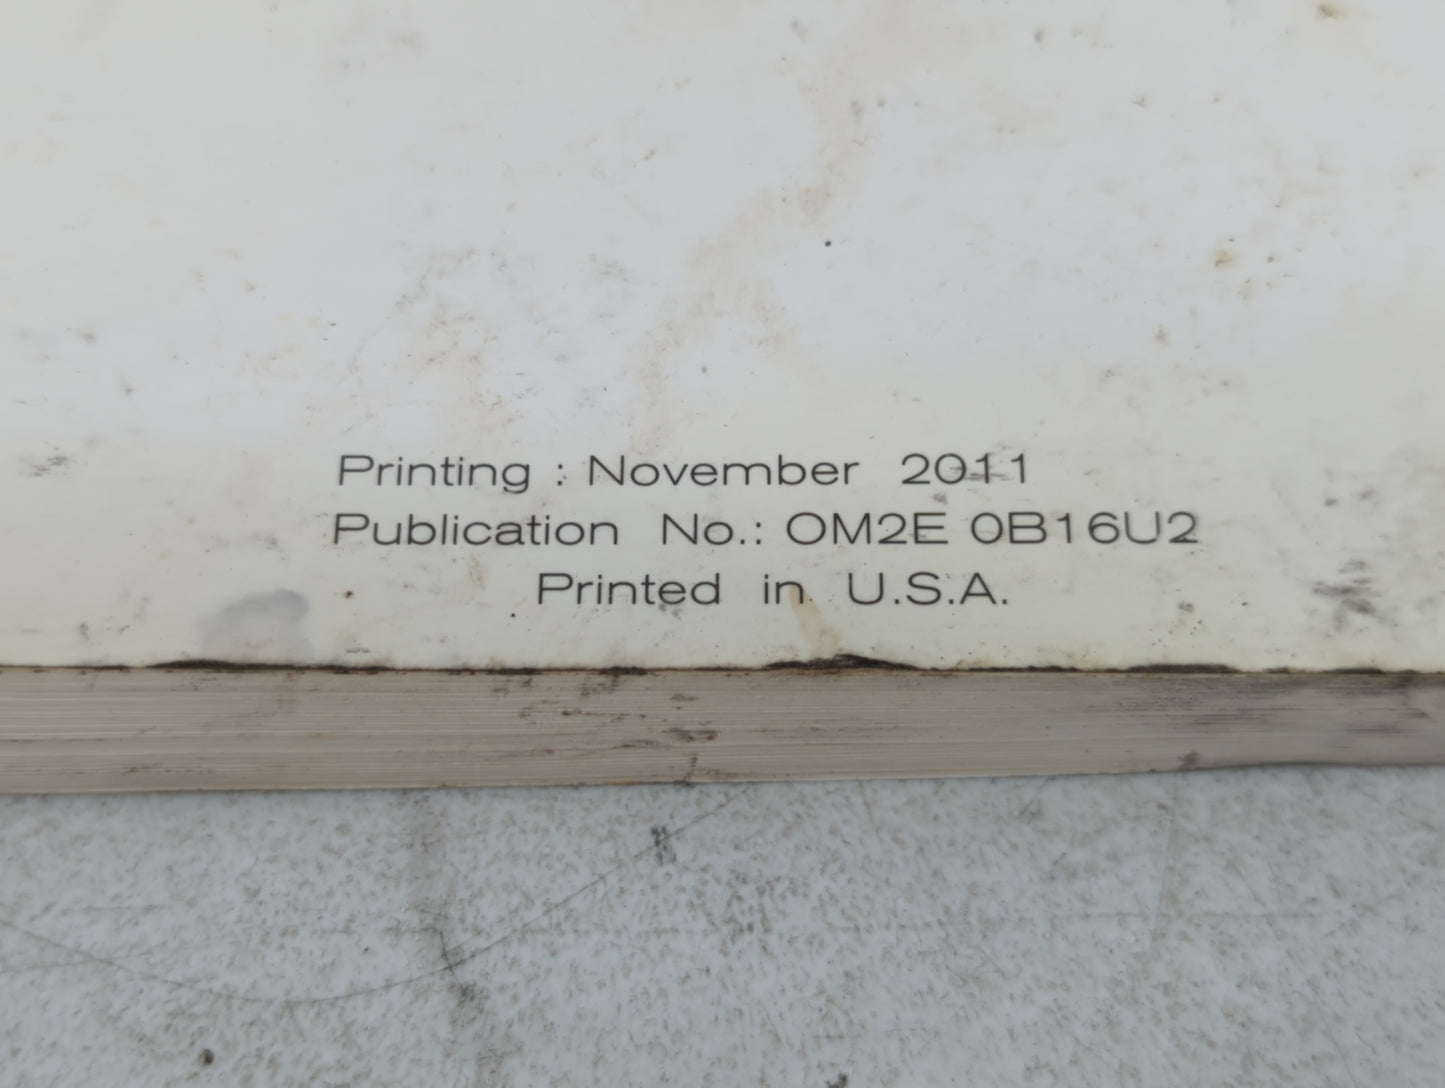 Printing : November 2011
Publication No.: OM2E 0B16U2
Printed in U.S.A.